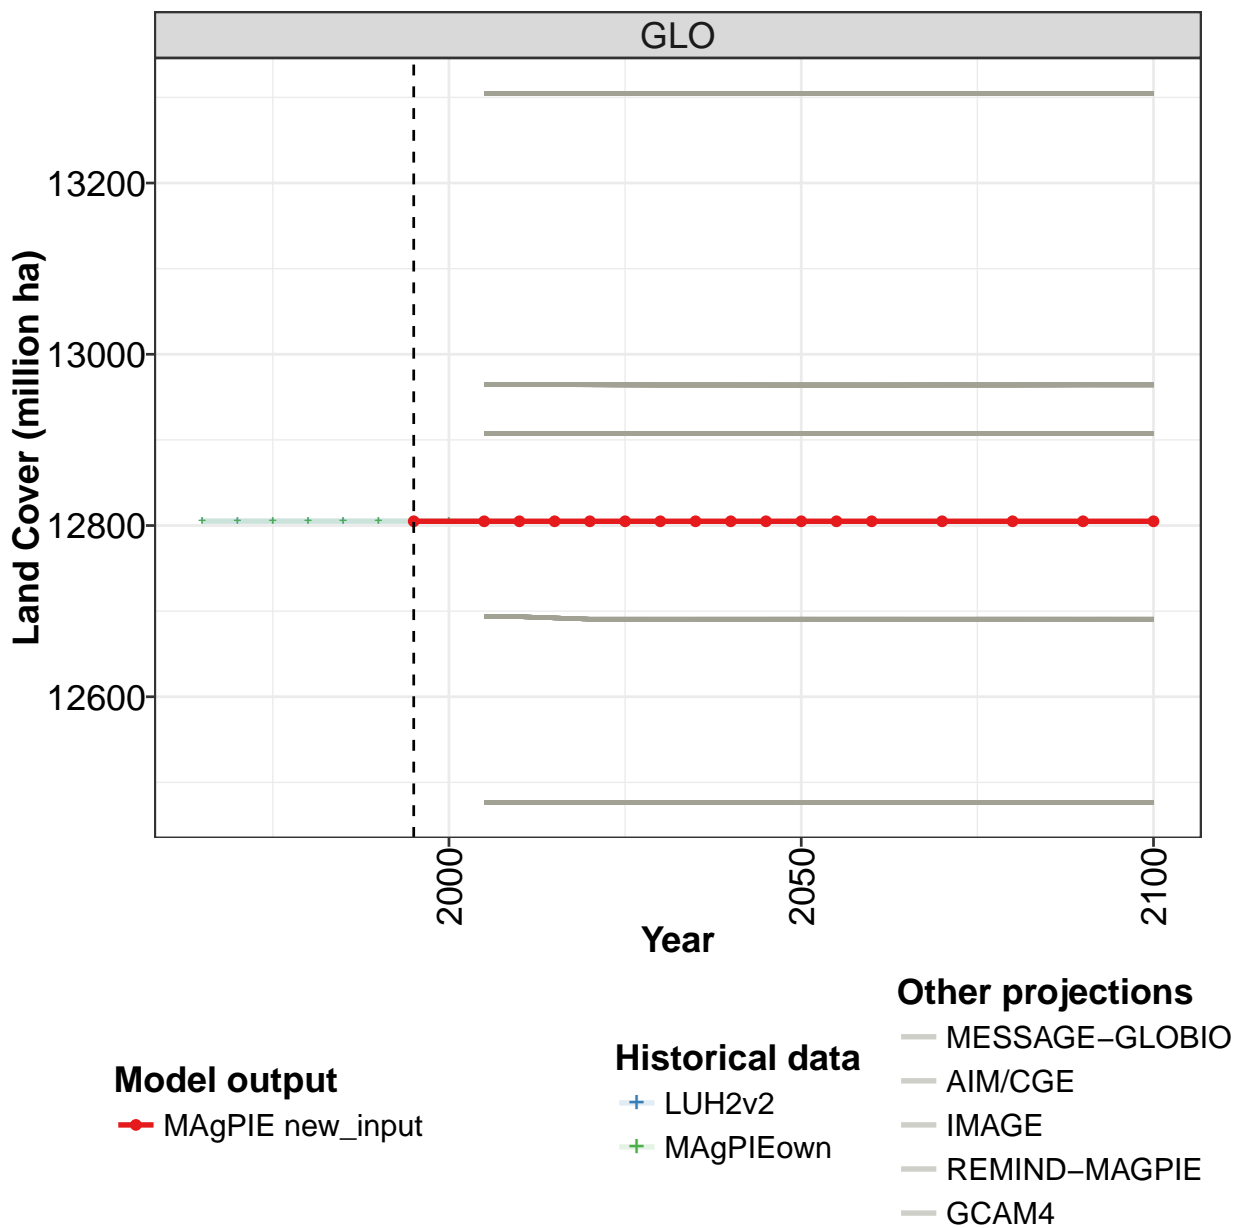 GLO
13200
13000
12800
12600
Land Cover (million ha)
2000
2050
2100
Year
Model output
MAgPIE new_input
Historical data
LUH2v2
MAgPIEown
Other projections
MESSAGE−GLOBIO
AIM/CGE
IMAGE
REMIND−MAGPIE
GCAM4